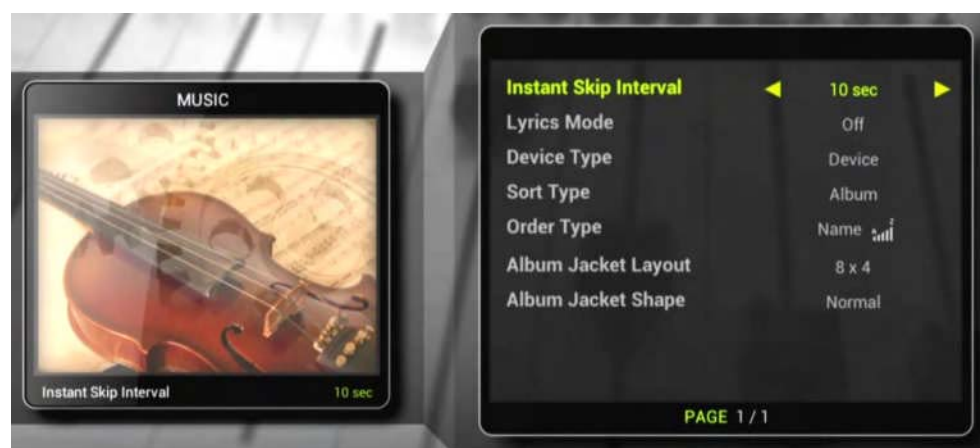 MUSIC
Instant Skip Interval 10 sec
Instant Skip Interval 10 sec
Lyrics Mode Off
Device Type Device
Sort Type Album
Order Type Name
Album Jacket Layout 8 x 4
Album Jacket Shape Normal
PAGE 1 / 1